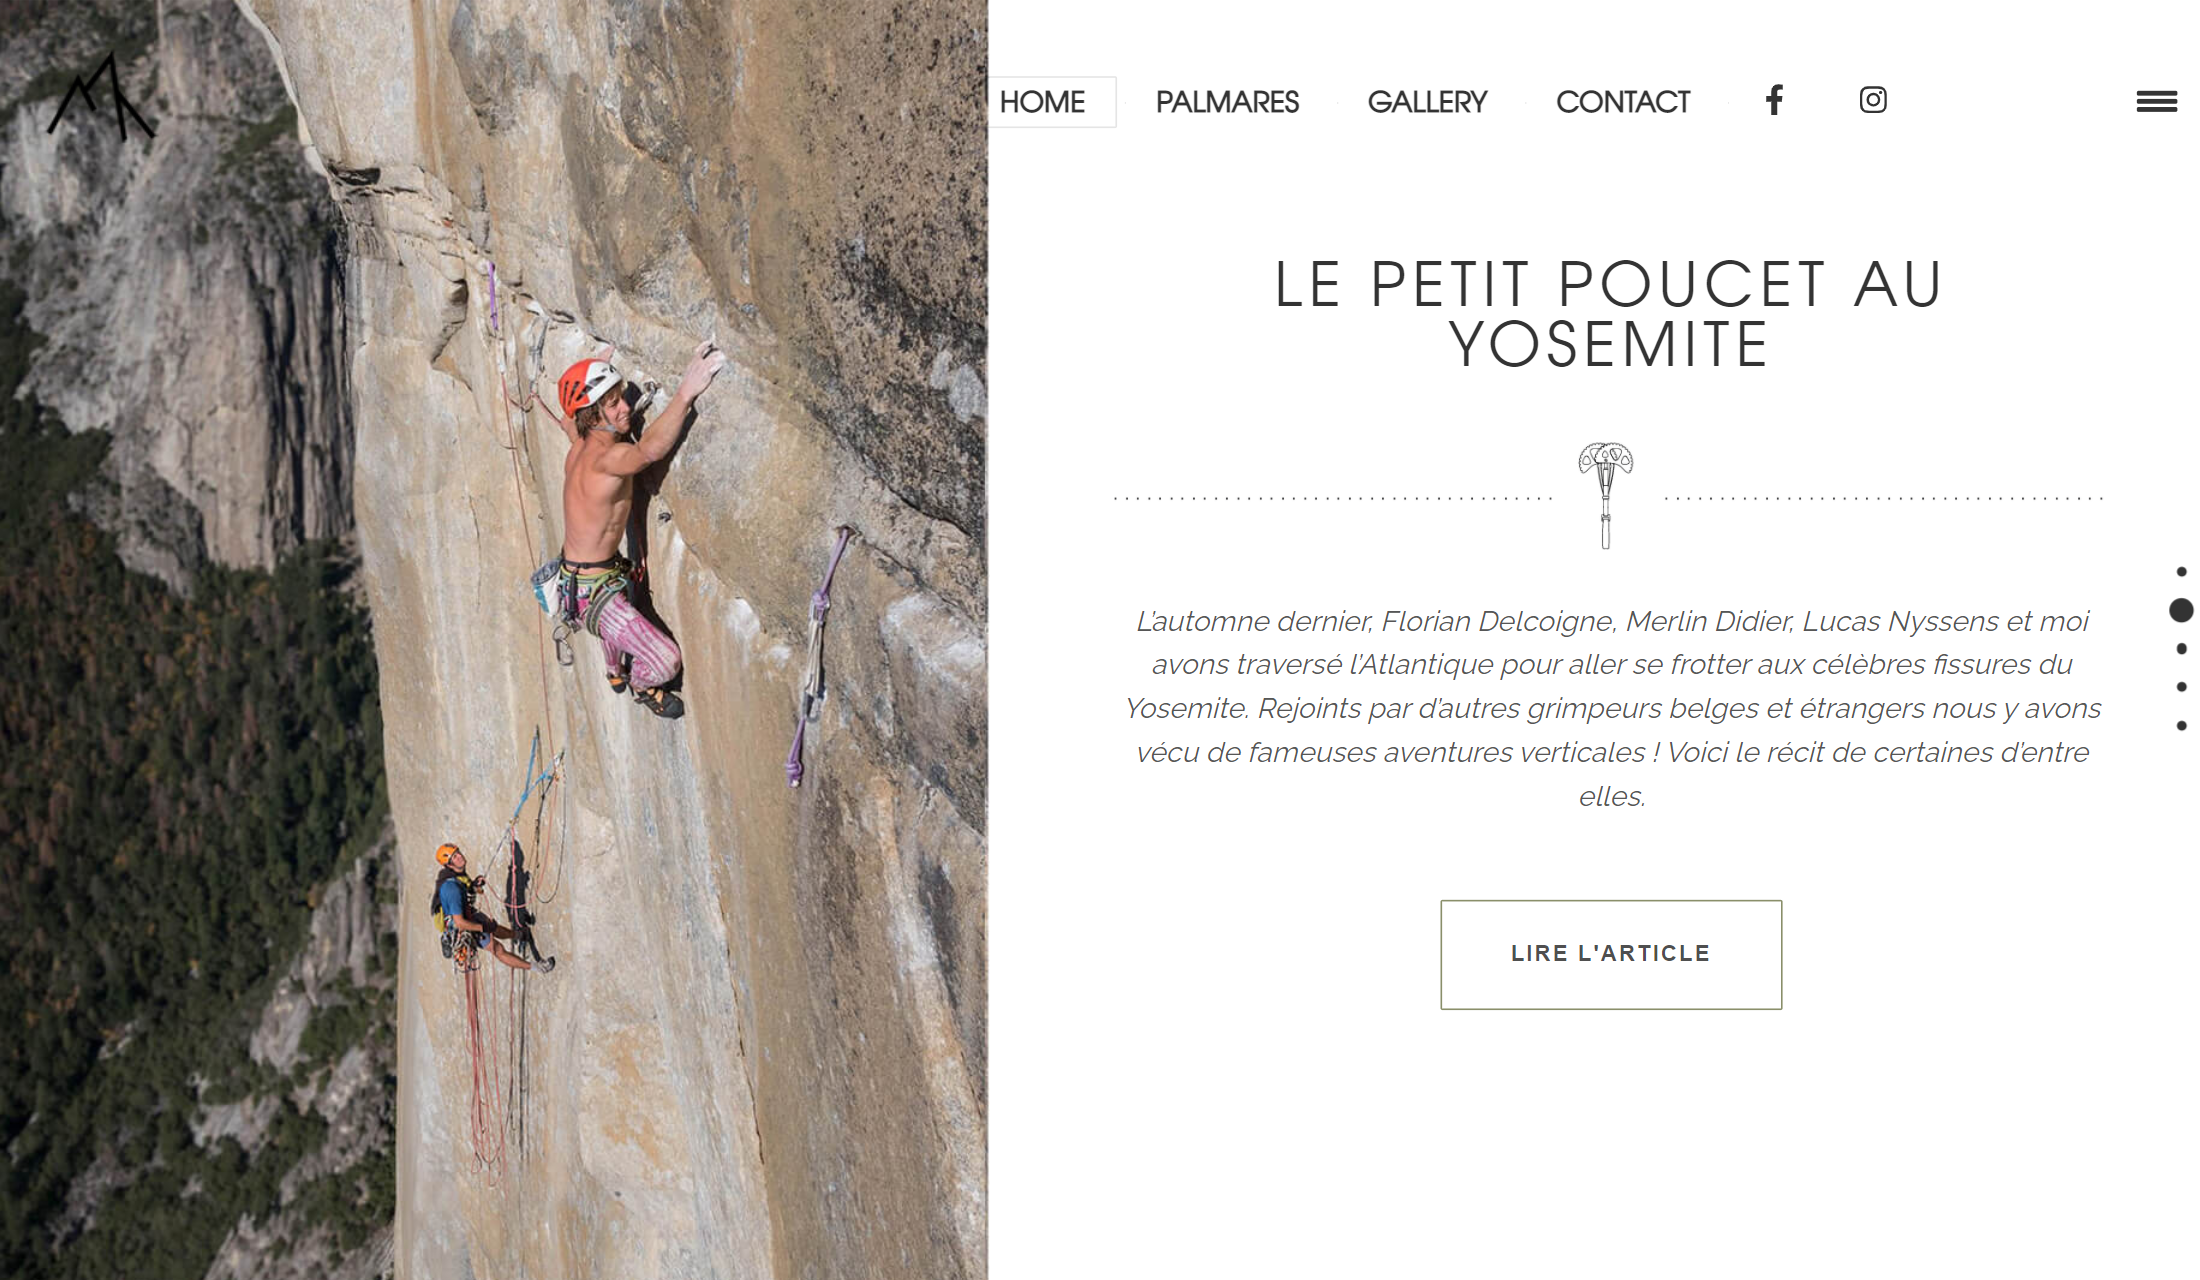 HOME PALMARES GALLERY CONTACT
LE PETIT POUCET AU
YOSEMITE
L’automne dernier, Florian Delcoigne, Merlin Didier, Lucas Nyssens et moi
avons traversé l’Atlantique pour aller se frotter aux célèbres fissures du
Yosemite. Rejoints par d’autres grimpeurs belges et étrangers nous y avons
vécu de fameuses aventures verticales ! Voici le récit de certaines d’entre
elles.
LIRE L'ARTICLE